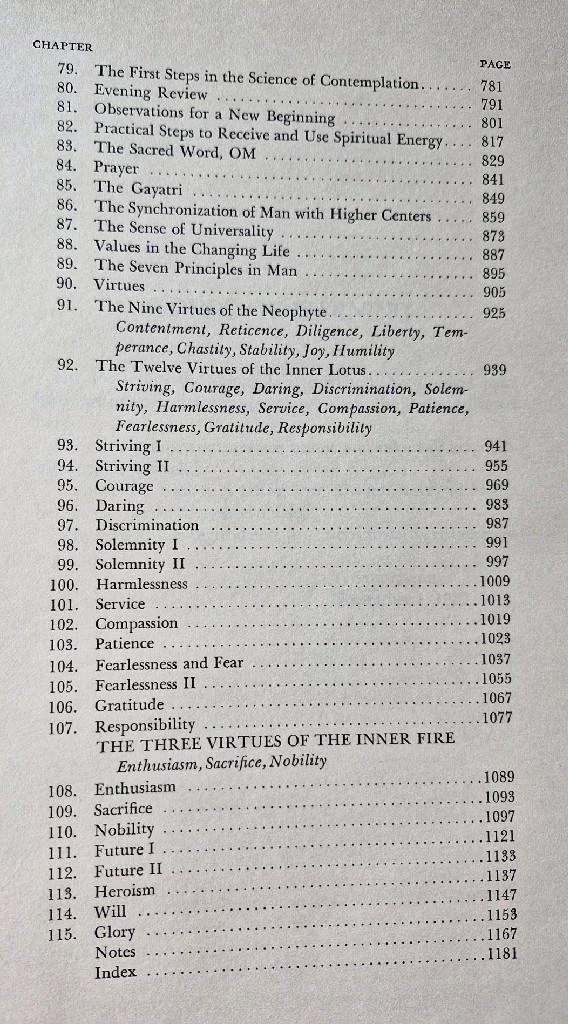 CHAPTER PAGE
79. The First Steps in the Science of Contemplation....... 781
80. Evening Review .................................. 791
81. Observations for a New Beginning ................. 801
82. Practical Steps to Receive and Use Spiritual Energy.... 817
83. The Sacred Word, OM ............................ 829
84. Prayer .......................................... 841
85. The Gayatri ..................................... 849
86. The Synchronization of Man with Higher Centers ..... 859
87. The Sense of Universality .......................... 873
88. Values in the Changing Life ........................ 887
89. The Seven Principles in Man ....................... 895
90. Virtues .......................................... 905
91. The Nine Virtues of the Neophyte.................... 925
Contentment, Reticence, Diligence, Liberty, Tem-
perance, Chastity, Stability, Joy, Humility
92. The Twelve Virtues of the Inner Lotus.............. 939
Striving, Courage, Daring, Discrimination, Solem-
nity, Harmlessness, Service, Compassion, Patience,
Fearlessness, Gratitude, Responsibility
93. Striving I ........................................ 941
94. Striving II ....................................... 955
95. Courage ......................................... 969
96. Daring .......................................... 983
97. Discrimination ................................... 987
98. Solemnity I ...................................... 991
99. Solemnity II ..................................... 997
100. Harmlessness ....................................1009
101. Service .........................................1013
102. Compassion .....................................1019
103. Patience ........................................1023
104. Fearlessness and Fear .............................1037
105. Fearlessness II ...................................1055
106. Gratitude .......................................1067
107. Responsibility ...................................1077
THE THREE VIRTUES OF THE INNER FIRE
Enthusiasm, Sacrifice, Nobility
108. Enthusiasm .....................................1089
109. Sacrifice ........................................1093
110. Nobility ........................................1097
111. Future I ........................................1121
112. Future II .......................................1133
113. Heroism ........................................1137
114. Will ...........................................1147
115. Glory ..........................................1153
Notes ..........................................1167
Index ..........................................1181